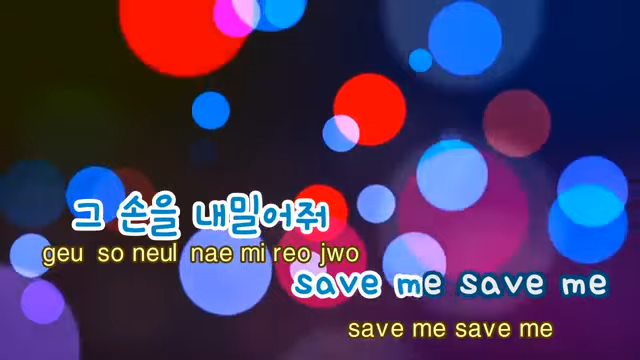 그 손을 내밀어줘
geu so neul nae mi reo jwo
save me save me
save me save me